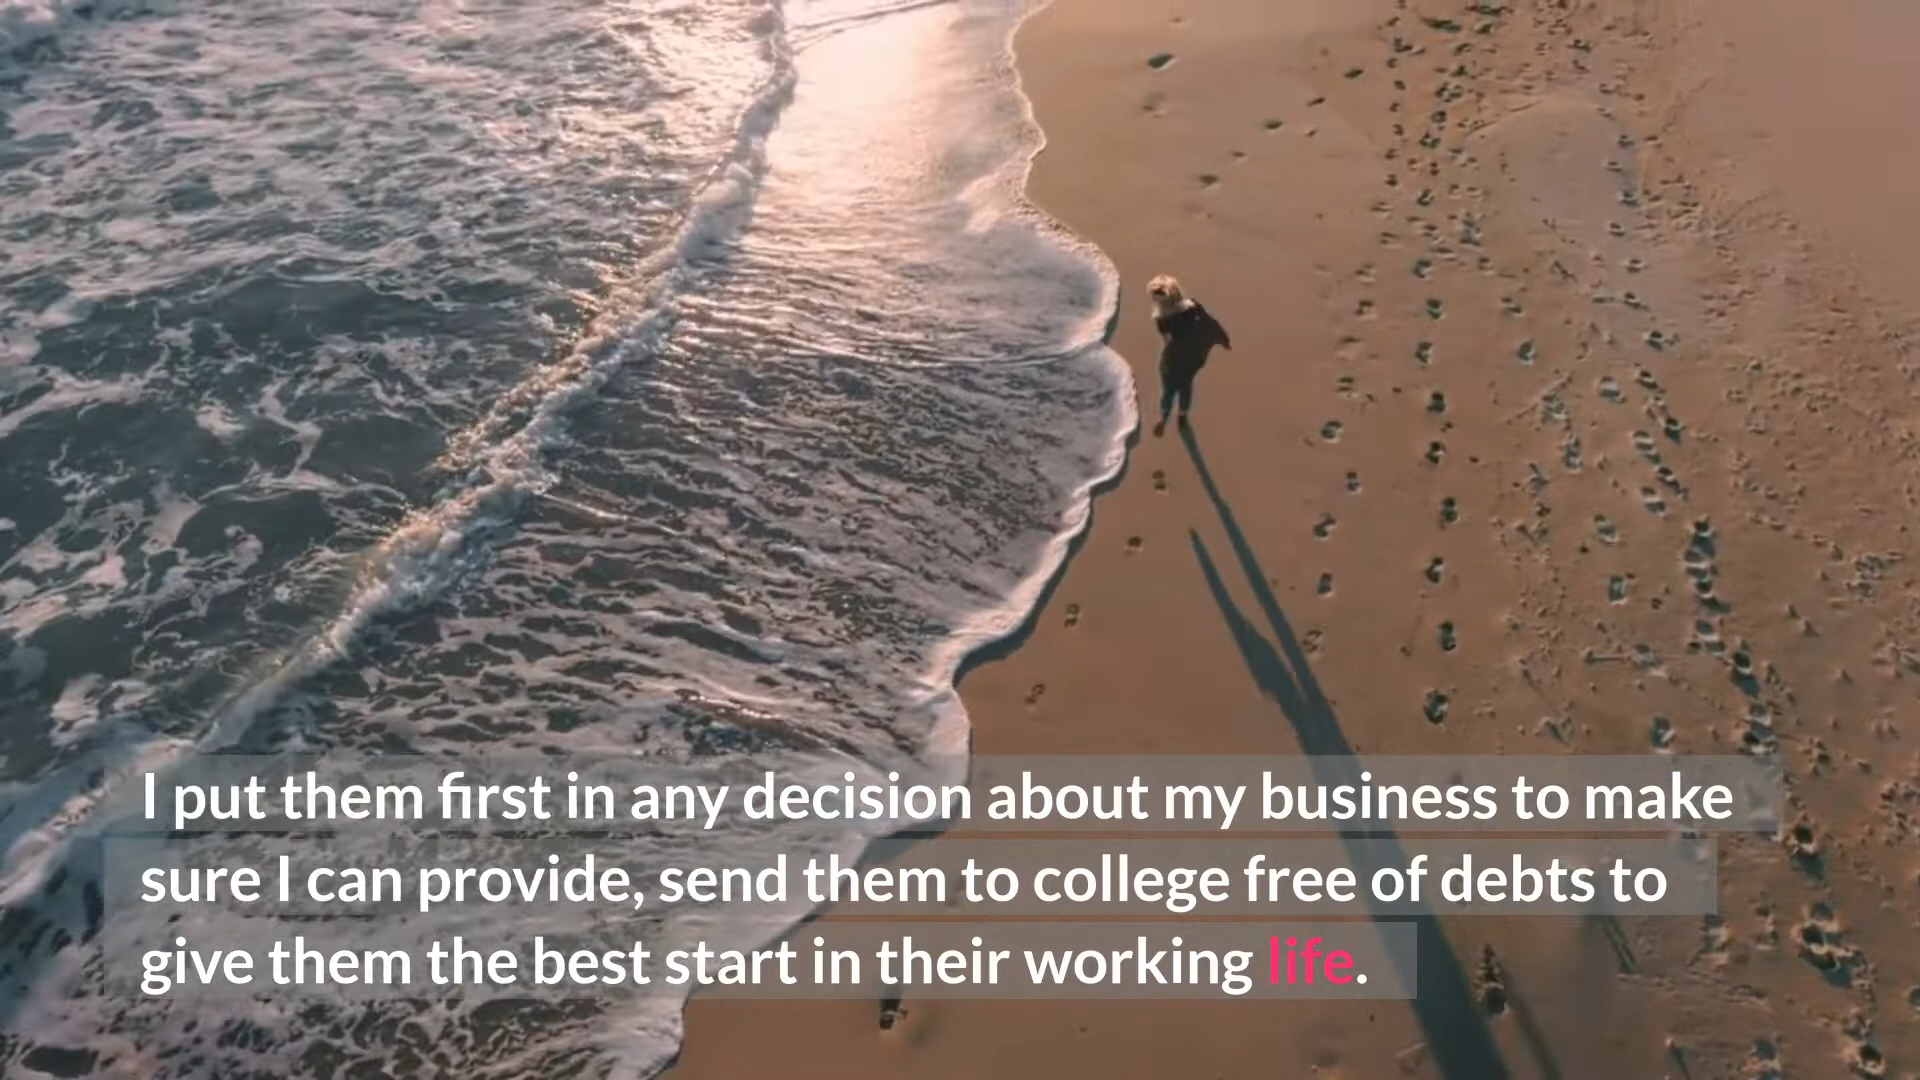 I put them first in any decision about my business to make
sure I can provide, send them to college free of debts to
give them the best start in their working life.